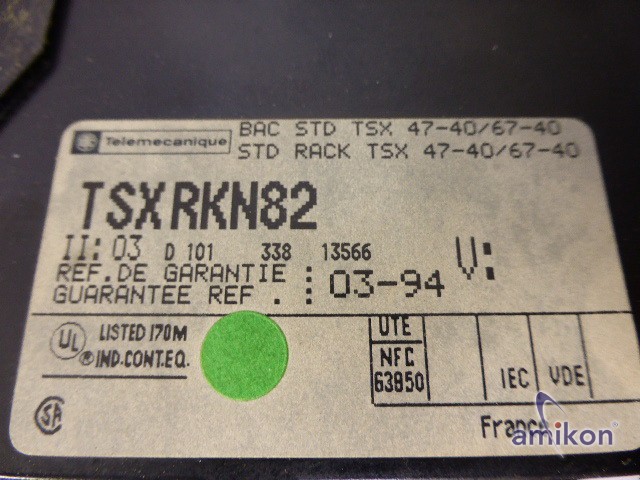 Telemecanique
BAC STD TSX 47-40/67-40
STD RACK TSX 47-40/67-40
TSXRKN82
II: 03 D 101 338 13566 V:
REF.DE GARANTIE :
GUARANTEE REF . : 03-94
UL LISTED 170M
® IND.CONT.EQ.
UTE
NFC
63850
IEC VDE
SA
France
amikon